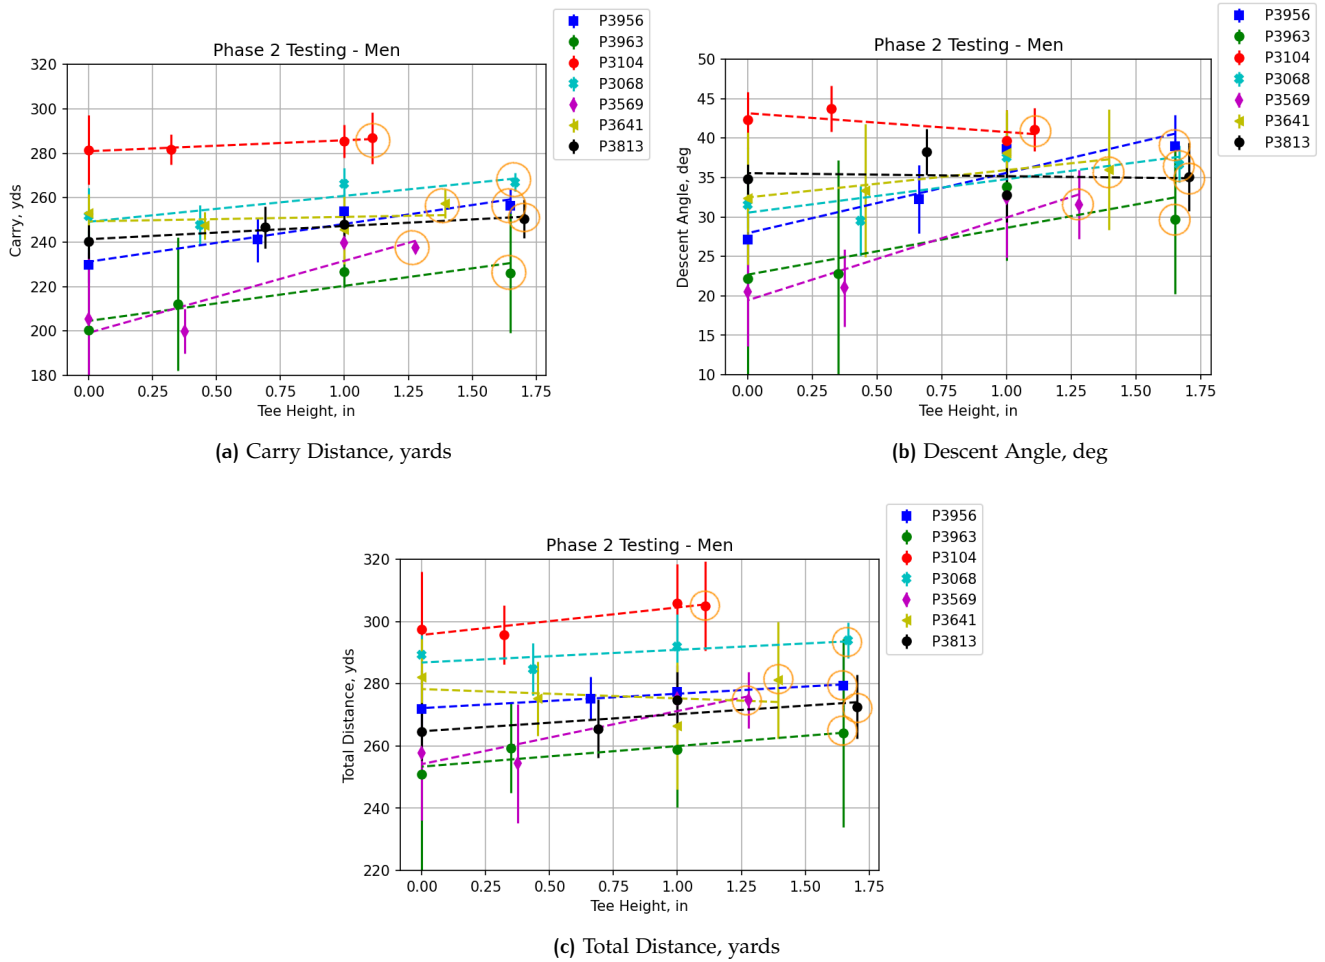 Phase 2 Testing - Men
P3956
P3963
P3104
P3068
P3569
P3641
P3813
Carry, yds
320
300
280
260
240
220
200
180
0.00 0.25 0.50 0.75 1.00 1.25 1.50 1.75
Tee Height, in
(a) Carry Distance, yards
Phase 2 Testing - Men
P3956
P3963
P3104
P3068
P3569
P3641
P3813
Descent Angle, deg
50
45
40
35
30
25
20
15
10
0.00 0.25 0.50 0.75 1.00 1.25 1.50 1.75
Tee Height, in
(b) Descent Angle, deg
Phase 2 Testing - Men
P3956
P3963
P3104
P3068
P3569
P3641
P3813
Total Distance, yds
320
300
280
260
240
220
0.00 0.25 0.50 0.75 1.00 1.25 1.50 1.75
Tee Height, in
(c) Total Distance, yards